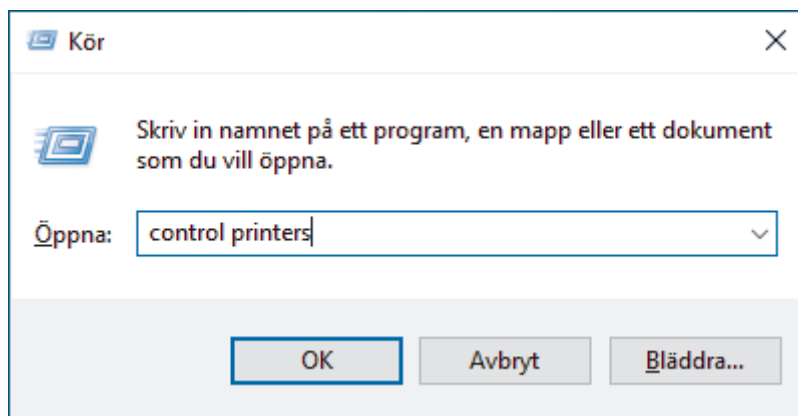 Kör
Skriv in namnet på ett program, en mapp eller ett dokument
som du vill öppna.
Öppna: control printers
OK Avbryt Bläddra...